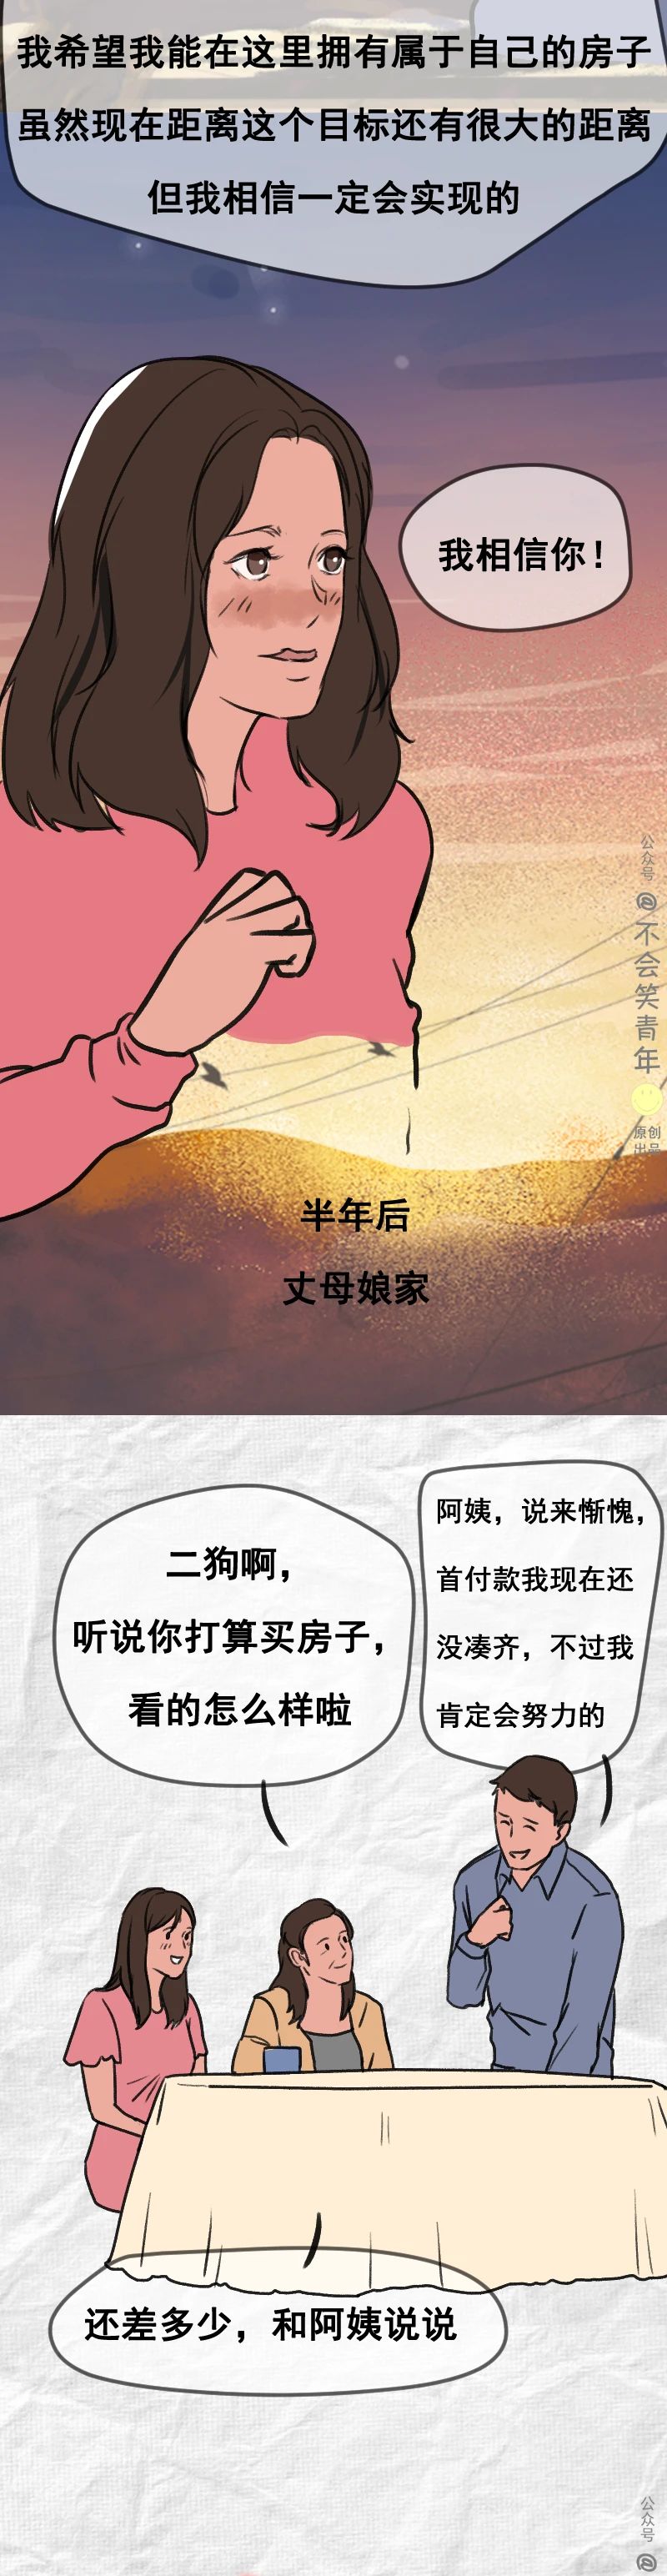 我希望我能在这里拥有属于自己的房子
虽然现在距离这个目标还有很大的距离
但我相信一定会实现的
我相信你！
公众号
@不会笑青年
原创
出品
半年后
丈母娘家
二狗啊，
听说你打算买房子，
看的怎么样啦
阿姨，说来惭愧，
首付款我现在还
没凑齐，不过我
肯定会努力的
还差多少，和阿姨说说
公众号
@